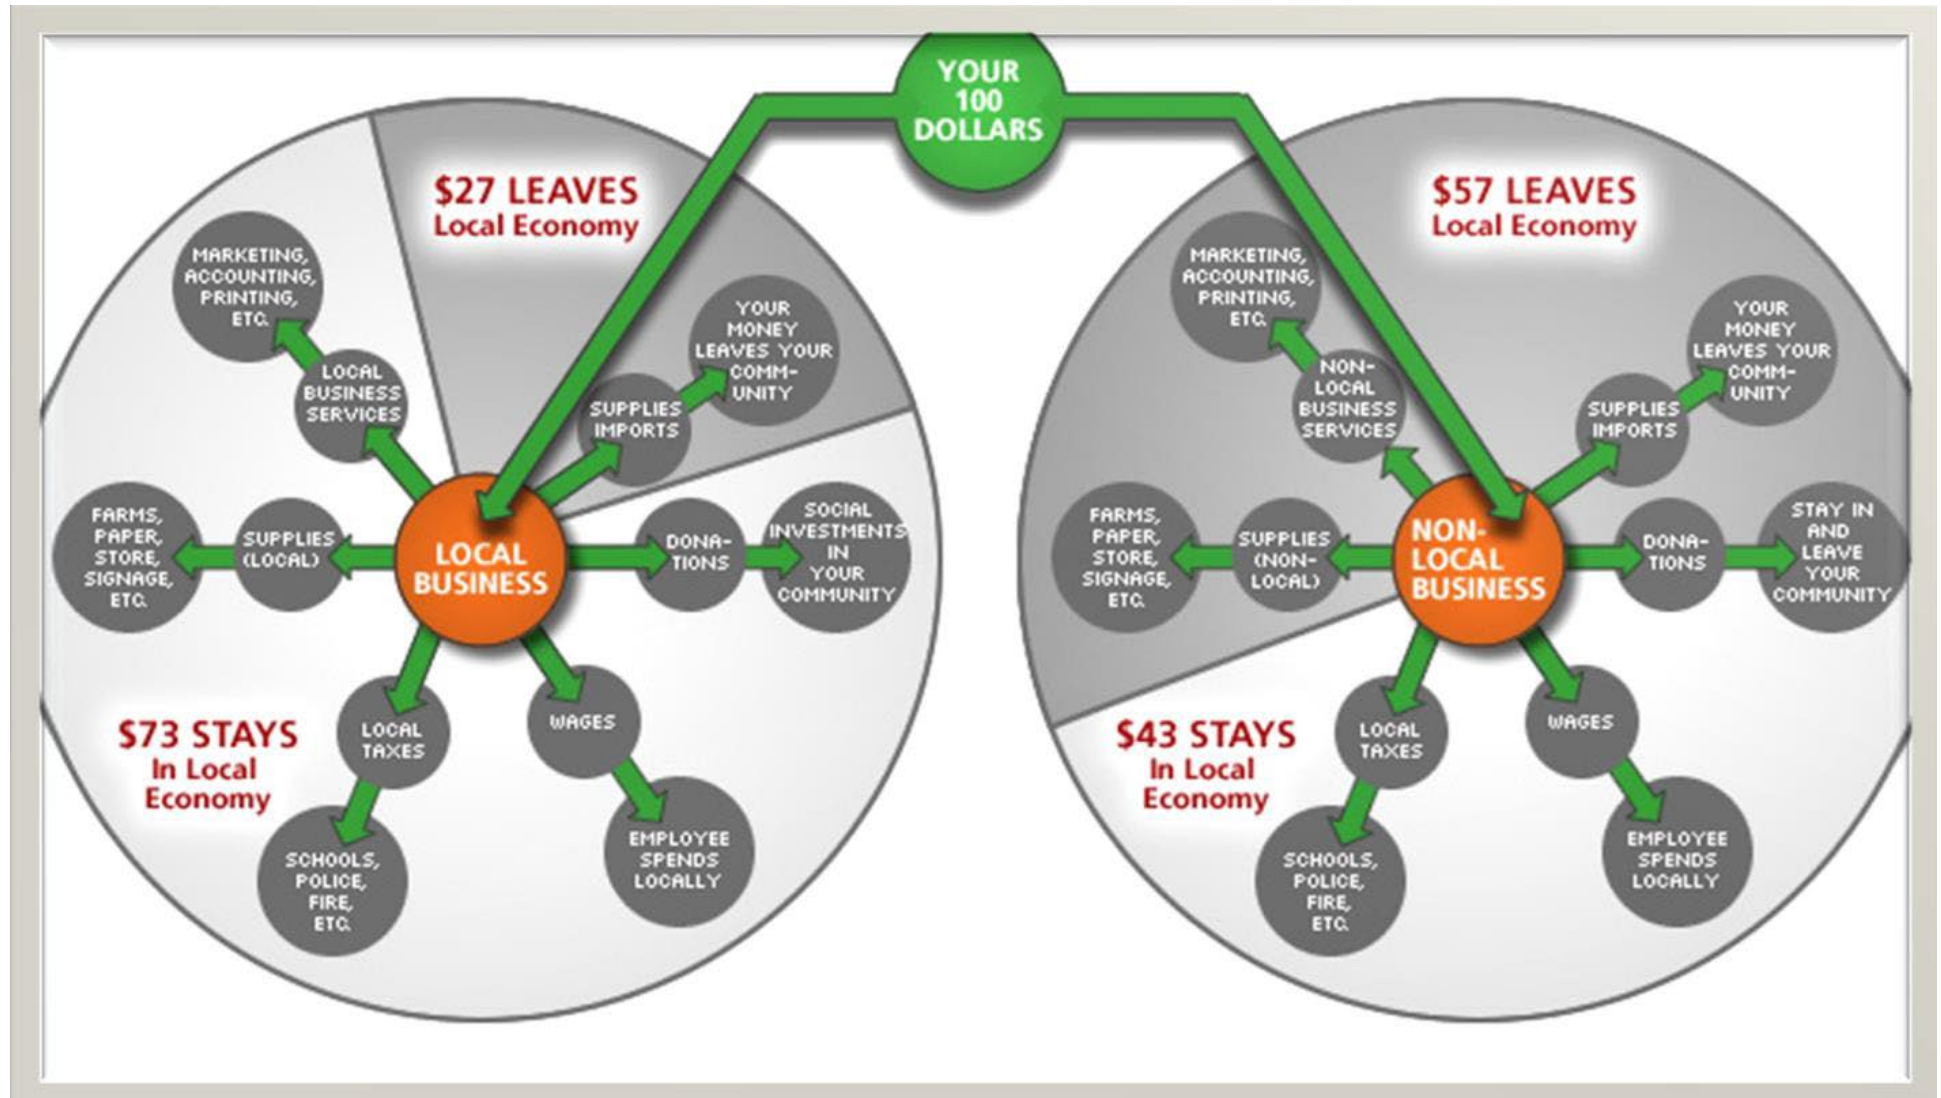 YOUR
100
DOLLARS
$27 LEAVES
Local Economy
MARKETING,
ACCOUNTING,
PRINTING,
ETC.
LOCAL
BUSINESS
SERVICES
YOUR
MONEY
LEAVES YOUR
COMM-
UNITY
SUPPLIES
IMPORTS
FARMS,
PAPER,
STORE,
SIGNAGE,
ETC.
SUPPLIES
(LOCAL)
LOCAL
BUSINESS
DONA-
TIONS
SOCIAL
INVESTMENTS
IN
YOUR
COMMUNITY
$73 STAYS
In Local
Economy
LOCAL
TAXES
WAGES
SCHOOLS,
POLICE,
FIRE,
ETC.
EMPLOYEE
SPENDS
LOCALLY
$57 LEAVES
Local Economy
MARKETING,
ACCOUNTING,
PRINTING,
ETC.
NON-
LOCAL
BUSINESS
SERVICES
YOUR
MONEY
LEAVES YOUR
COMM-
UNITY
SUPPLIES
IMPORTS
FARMS,
PAPER,
STORE,
SIGNAGE,
ETC.
SUPPLIES
(NON-
LOCAL)
NON-
LOCAL
BUSINESS
DONA-
TIONS
STAY IN
AND
LEAVE
YOUR
COMMUNITY
$43 STAYS
In Local
Economy
LOCAL
TAXES
WAGES
SCHOOLS,
POLICE,
FIRE,
ETC.
EMPLOYEE
SPENDS
LOCALLY